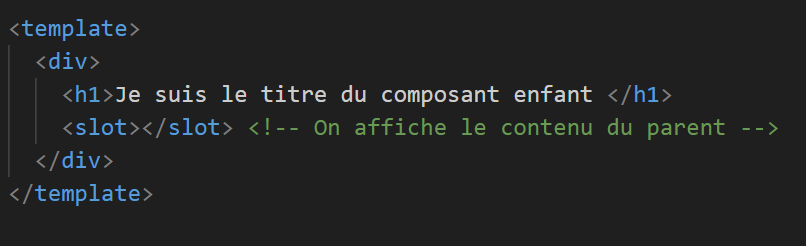 <template>
<div>
<h1>Je suis le titre du composant enfant </h1>
<slot></slot> <!-- On affiche le contenu du parent -->
</div>
</template>